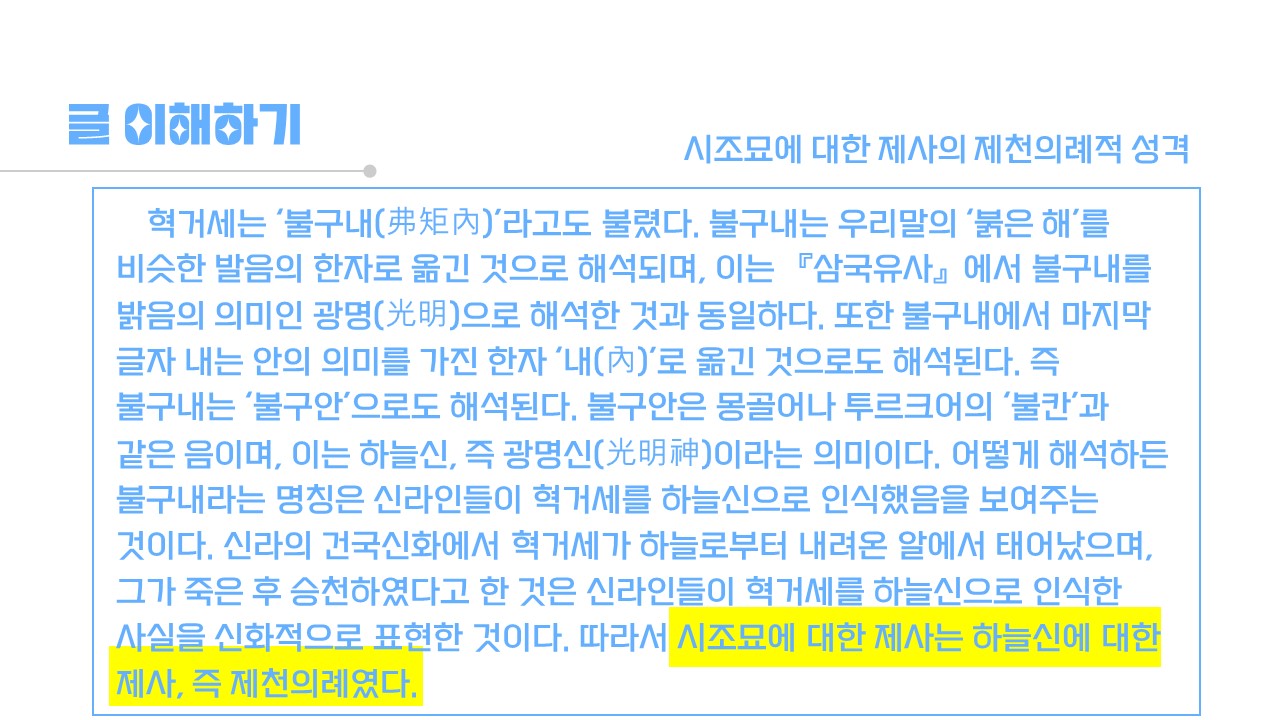 글 이해하기
시조묘에 대한 제사의 제천의례적 성격
혁거세는 ‘불구내(弗矩內)’라고도 불렸다. 불구내는 우리말의 ‘붉은 해’를
비슷한 발음의 한자로 옮긴 것으로 해석되며, 이는 『삼국유사』에서 불구내를
밝음의 의미인 광명(光明)으로 해석한 것과 동일하다. 또한 불구내에서 마지막
글자 내는 안의 의미를 가진 한자 ‘내(內)’로 옮긴 것으로도 해석된다. 즉
불구내는 ‘불구안’으로도 해석된다. 불구안은 몽골어나 투르크어의 ‘불칸’과
같은 음이며, 이는 하늘신, 즉 광명신(光明神)이라는 의미이다. 어떻게 해석하든
불구내라는 명칭은 신라인들이 혁거세를 하늘신으로 인식했음을 보여주는
것이다. 신라의 건국신화에서 혁거세가 하늘로부터 내려온 알에서 태어났으며,
그가 죽은 후 승천하였다고 한 것은 신라인들이 혁거세를 하늘신으로 인식한
사실을 신화적으로 표현한 것이다. 따라서 시조묘에 대한 제사는 하늘신에 대한
제사, 즉 제천의례였다.